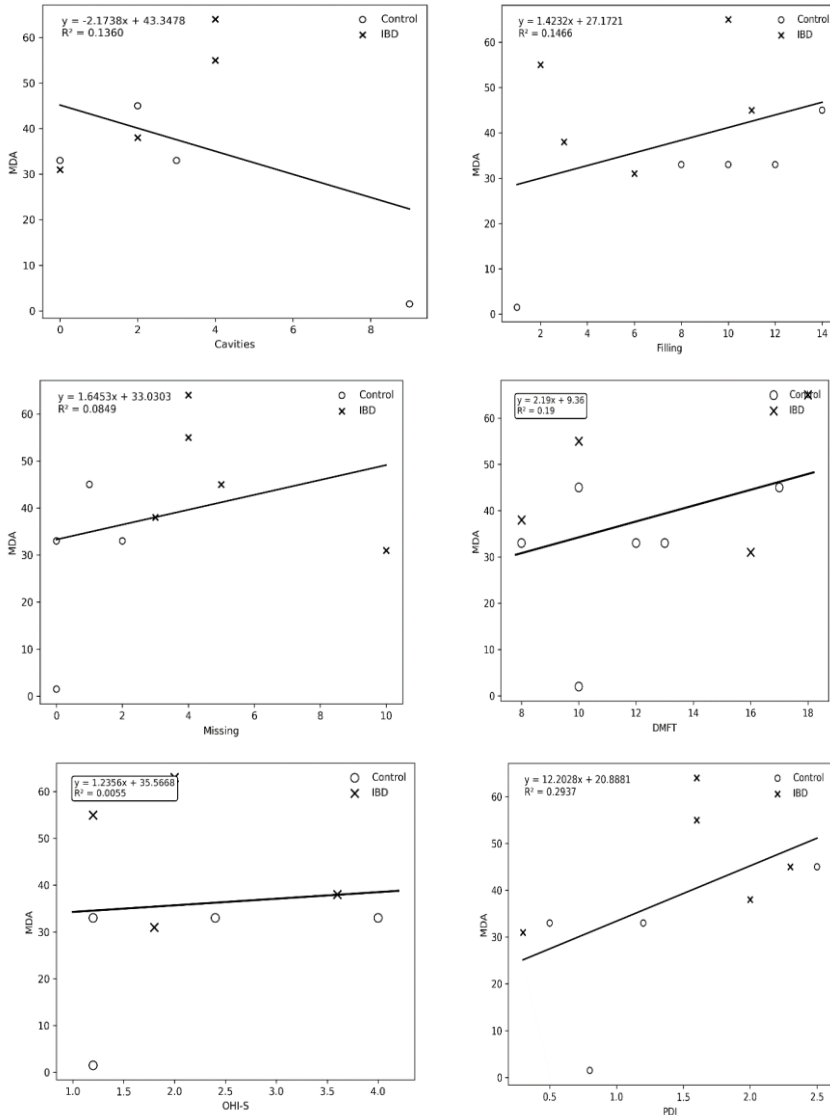 y = -2.1738x + 43.3478
R² = 0.1360
Control
IBD
60
50
40
30
20
10
0
MDA
0 2 4 6 8
Cavities
y = 1.4232x + 27.1721
R² = 0.1466
Control
IBD
60
50
40
30
20
10
0
MDA
2 4 6 8 10 12 14
Filling
y = 1.6453x + 33.0303
R² = 0.0849
Control
IBD
60
50
40
30
20
10
0
MDA
0 2 4 6 8 10
Missing
y = 2.19x + 9.36
R² = 0.19
Control
IBD
60
50
40
30
20
10
0
MDA
8 10 12 14 16 18
DMFT
y = 1.2356x + 35.5668
R² = 0.0055
Control
IBD
60
50
40
30
20
10
0
MDA
1.0 1.5 2.0 2.5 3.0 3.5 4.0
OHI-S
y = 12.2028x + 20.8881
R² = 0.2937
Control
IBD
60
50
40
30
20
10
0
MDA
0.5 1.0 1.5 2.0 2.5
PDI